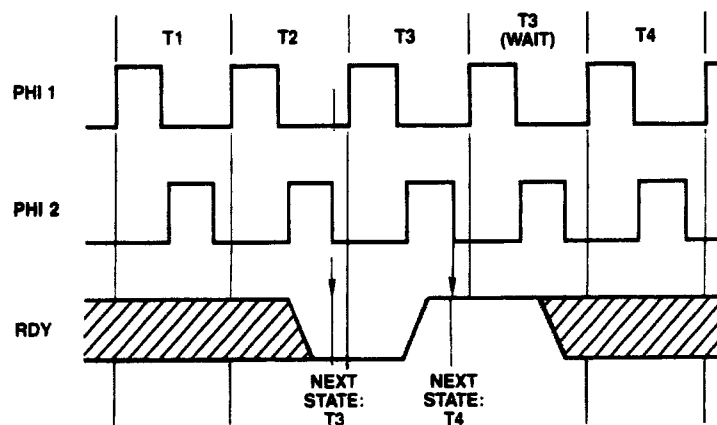 T1 T2 T3 T3 T4
(WAIT)
PHI 1
PHI 2
RDY
NEXT NEXT
STATE: STATE:
T3 T4